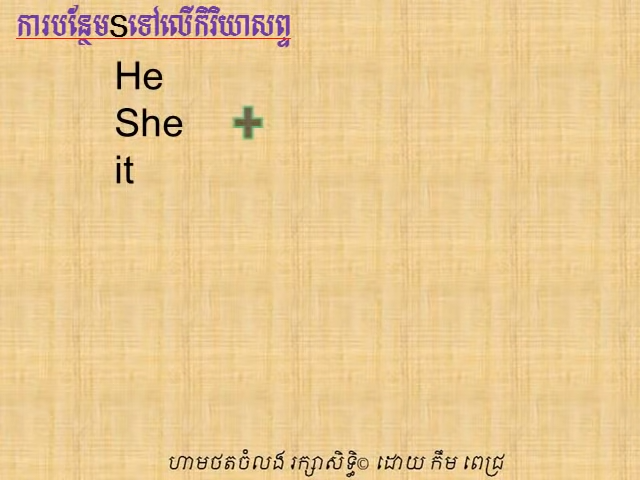 ការបន្ថែមSទៅលើកិរិយាសព្ទ
He
She
it
ហាមថតចំលង រក្សាសិទ្ធិ© ដោយ កឹម ពេជ្រ